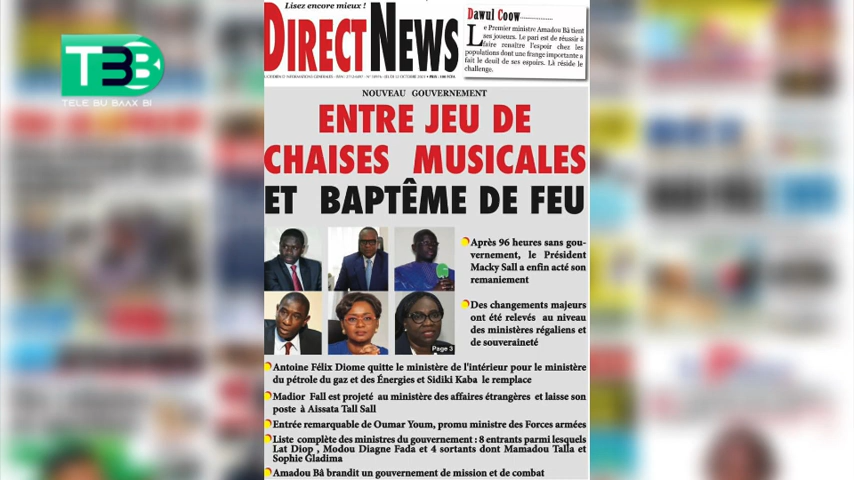 TBB
TELE BU BAAX BI
Lisez encore mieux !
DIRECT NEWS
Dawul Coow
Le Premier ministre Amadou Bâ tient
ses joueurs. Le pari est de réussir à
faire renaître l'espoir chez les
populations dont une frange importante a
fait le deuil de ses espoirs. Là réside le
challenge.
NOUVEAU GOUVERNEMENT
ENTRE JEU DE
CHAISES MUSICALES
ET BAPTÊME DE FEU
Après 96 heures sans gou-
vernement, le Président
Macky Sall a enfin acté son
remaniement
Des changements majeurs
ont été relevés au niveau
des ministères régaliens et
de souveraineté
Page 3
Antoine Félix Diome quitte le ministère de l'intérieur pour le ministère
du pétrole du gaz et des Énergies et Sidiki Kaba le remplace
Madior Fall est projeté au ministère des affaires étrangères et laisse son
poste à Aissata Tall Sall
Entrée remarquable de Oumar Youm, promu ministre des Forces armées
Liste complète des ministres du gouvernement : 8 entrants parmi lesquels
Lat Diop , Modou Diagne Fada et 4 sortants dont Mamadou Talla et
Sophie Gladima
Amadou Bâ brandit un gouvernement de mission et de combat